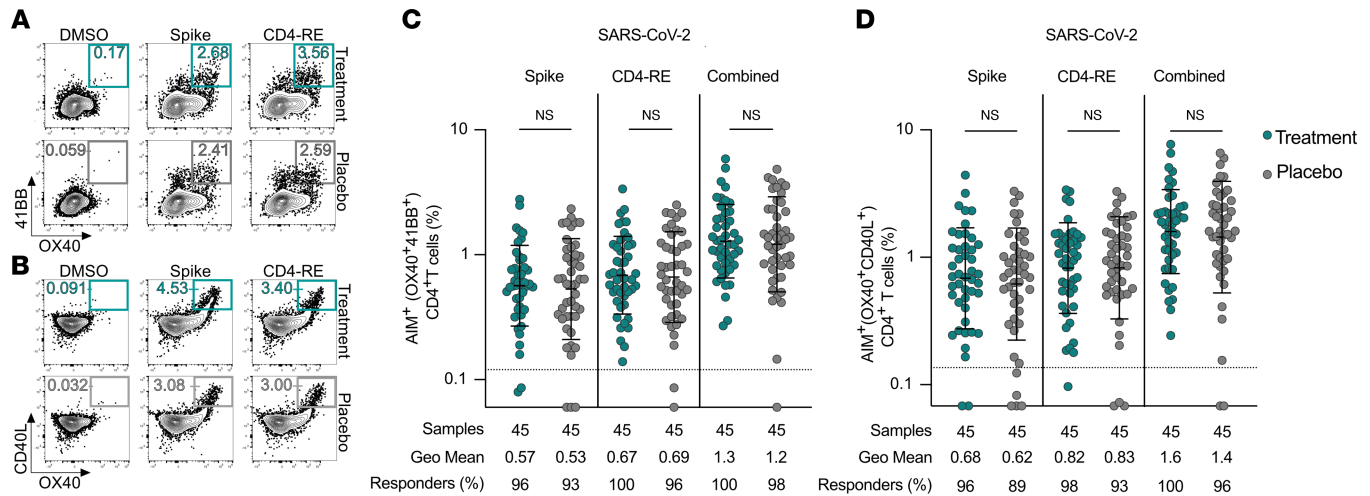 A
DMSO Spike CD4-RE
0.17 2.68 3.56 Treatment
0.059 2.41 2.59 Placebo
41BB
OX40
B
DMSO Spike CD4-RE
0.091 4.53 3.40 Treatment
0.032 3.08 3.00 Placebo
CD40L
OX40
C
SARS-CoV-2
Spike CD4-RE Combined
NS NS NS
AIM⁺ (OX40⁺41BB⁺)
CD4⁺T cells (%)
10
1
0.1
Samples 45 45 45 45 45 45
Geo Mean 0.57 0.53 0.67 0.69 1.3 1.2
Responders (%) 96 93 100 96 100 98
D
SARS-CoV-2
Spike CD4-RE Combined
NS NS NS
AIM⁺(OX40⁺CD40L⁺)
CD4⁺ T cells (%)
10
1
0.1
Samples 45 45 45 45 45 45
Geo Mean 0.68 0.62 0.82 0.83 1.6 1.4
Responders (%) 96 89 98 93 100 96
Treatment
Placebo